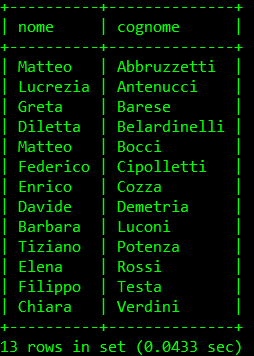 +----------+-------------+
| nome     | cognome     |
+----------+-------------+
| Matteo   | Abbruzzetti |
| Lucrezia | Antenucci   |
| Greta    | Barese      |
| Diletta  | Belardinelli |
| Matteo   | Bocci       |
| Federico | Cipolletti  |
| Enrico   | Cozza       |
| Davide   | Demetria    |
| Barbara  | Luconi      |
| Tiziano  | Potenza     |
| Elena    | Rossi       |
| Filippo  | Testa       |
| Chiara   | Verdini     |
+----------+-------------+
13 rows in set (0.0433 sec)